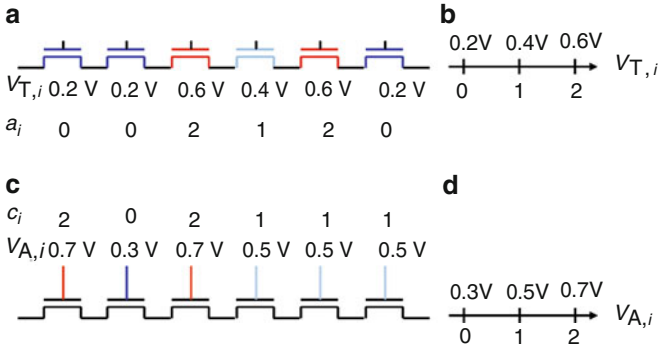 a
V_T,i 0.2 V 0.2 V 0.6 V 0.4 V 0.6 V 0.2 V
a_i 0 0 2 1 2 0
b
0.2V 0.4V 0.6V
V_T,i
0 1 2
c
c_i 2 0 2 1 1 1
V_A,i 0.7 V 0.3 V 0.7 V 0.5 V 0.5 V 0.5 V
d
0.3V 0.5V 0.7V
V_A,i
0 1 2